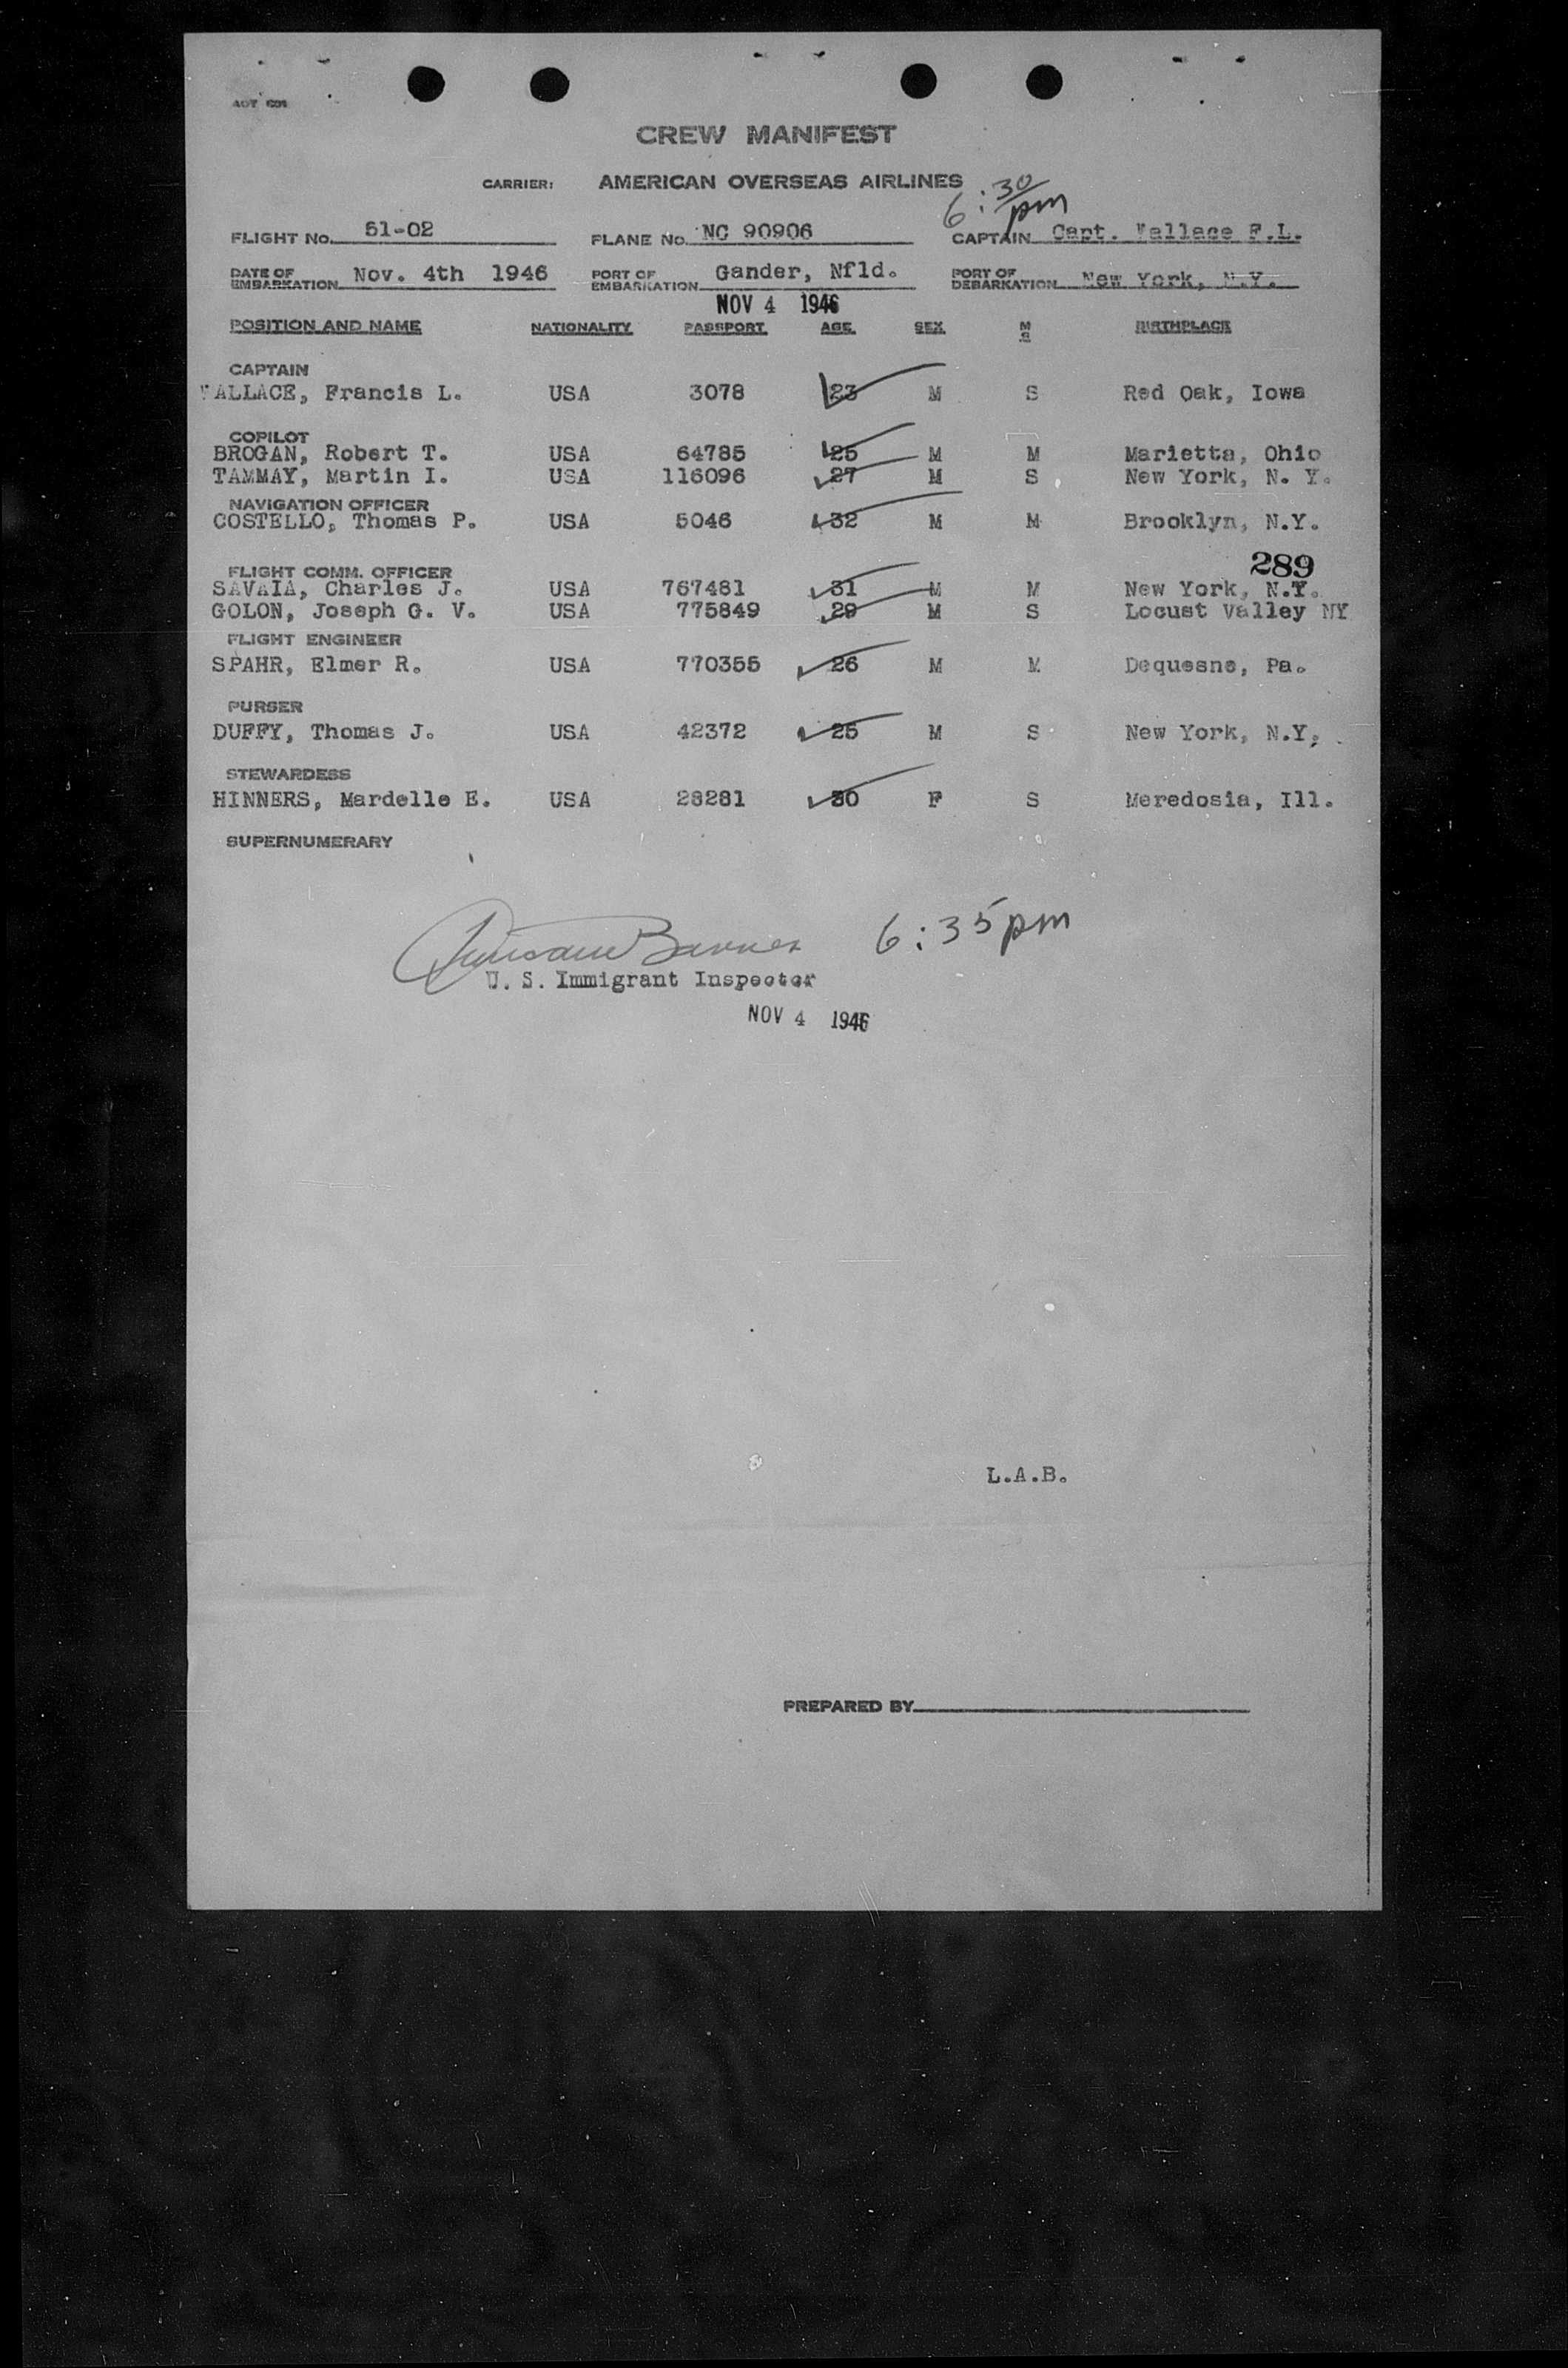 CREW MANIFEST
CARRIER: AMERICAN OVERSEAS AIRLINES
6:30 pm
FLIGHT No. 51-02 PLANE No. NC 90906 CAPTAIN Capt. Wallace F.L.
DATE OF EMBARKATION Nov. 4th 1946 PORT OF EMBARKATION Gander, Nfld. PORT OF DEBARKATION New York, N.Y.
NOV 4 1946
POSITION AND NAME NATIONALITY PASSPORT AGE SEX M S BIRTHPLACE
CAPTAIN
WALLACE, Francis L. USA 3078 23 M S Red Oak, Iowa
COPILOT
BROGAN, Robert T. USA 64785 25 M M Marietta, Ohio
TAMMAY, Martin I. USA 116096 27 M S New York, N. Y.
NAVIGATION OFFICER
COSTELLO, Thomas P. USA 5046 32 M M Brooklyn, N.Y.
289
FLIGHT COMM. OFFICER
SAVAIA, Charles J. USA 767481 31 M M New York, N.Y.
GOLON, Joseph G. V. USA 775849 29 M S Locust Valley NY
FLIGHT ENGINEER
SPAHR, Elmer R. USA 770355 26 M M Dequesne, Pa.
PURSER
DUFFY, Thomas J. USA 42372 25 M S New York, N.Y.
STEWARDESS
HINNERS, Mardelle E. USA 28281 30 F S Meredosia, Ill.
SUPERNUMERARY
Barnes 6:35 pm
U. S. Immigrant Inspector
NOV 4 1946
L.A.B.
PREPARED BY